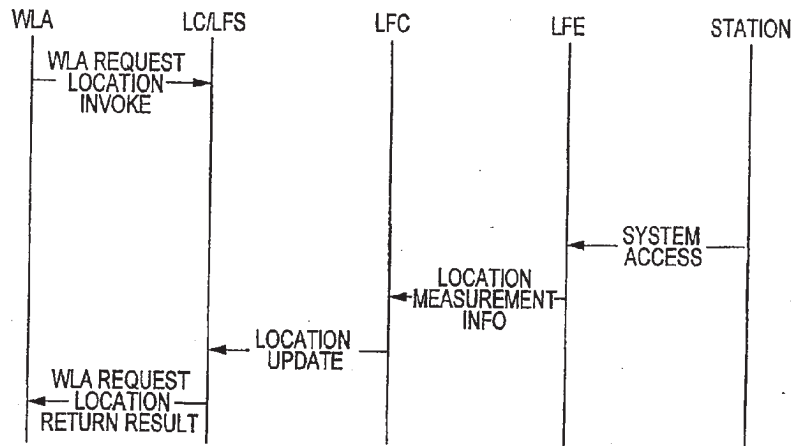 WLA LC/LFS LFC LFE STATION
WLA REQUEST
LOCATION
INVOKE
SYSTEM
ACCESS
LOCATION
MEASUREMENT
INFO
LOCATION
UPDATE
WLA REQUEST
LOCATION
RETURN RESULT